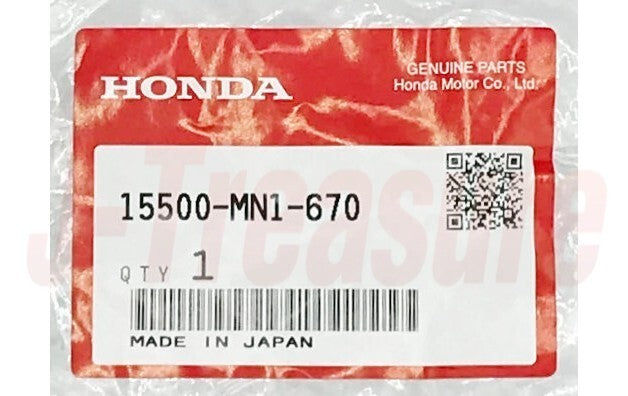 HONDA
GENUINE PARTS
Honda Motor Co., Ltd.
15500-MN1-670
J-Treasure
QTY 1
MADE IN JAPAN